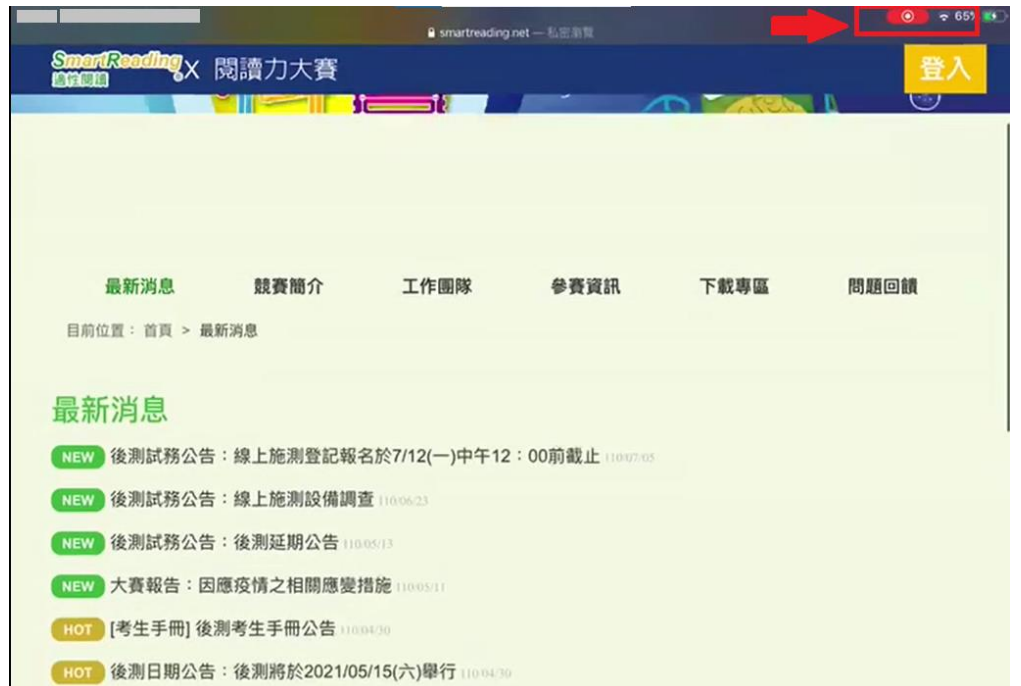 smartreading.net — 私密瀏覽
65%
SmartReading X 閱讀力大賽
適性閱讀
登入
最新消息 競賽簡介 工作團隊 參賽資訊 下載專區 問題回饋
目前位置： 首頁 > 最新消息
最新消息
NEW 後測試務公告：線上施測登記報名於7/12(一)中午12：00前截止 110/07/05
NEW 後測試務公告：線上施測設備調查 110/06/23
NEW 後測試務公告：後測延期公告 110/05/13
NEW 大賽報告：因應疫情之相關應變措施 110/05/11
HOT [考生手冊] 後測考生手冊公告 110/04/30
HOT 後測日期公告：後測將於2021/05/15(六)舉行 110/04/30